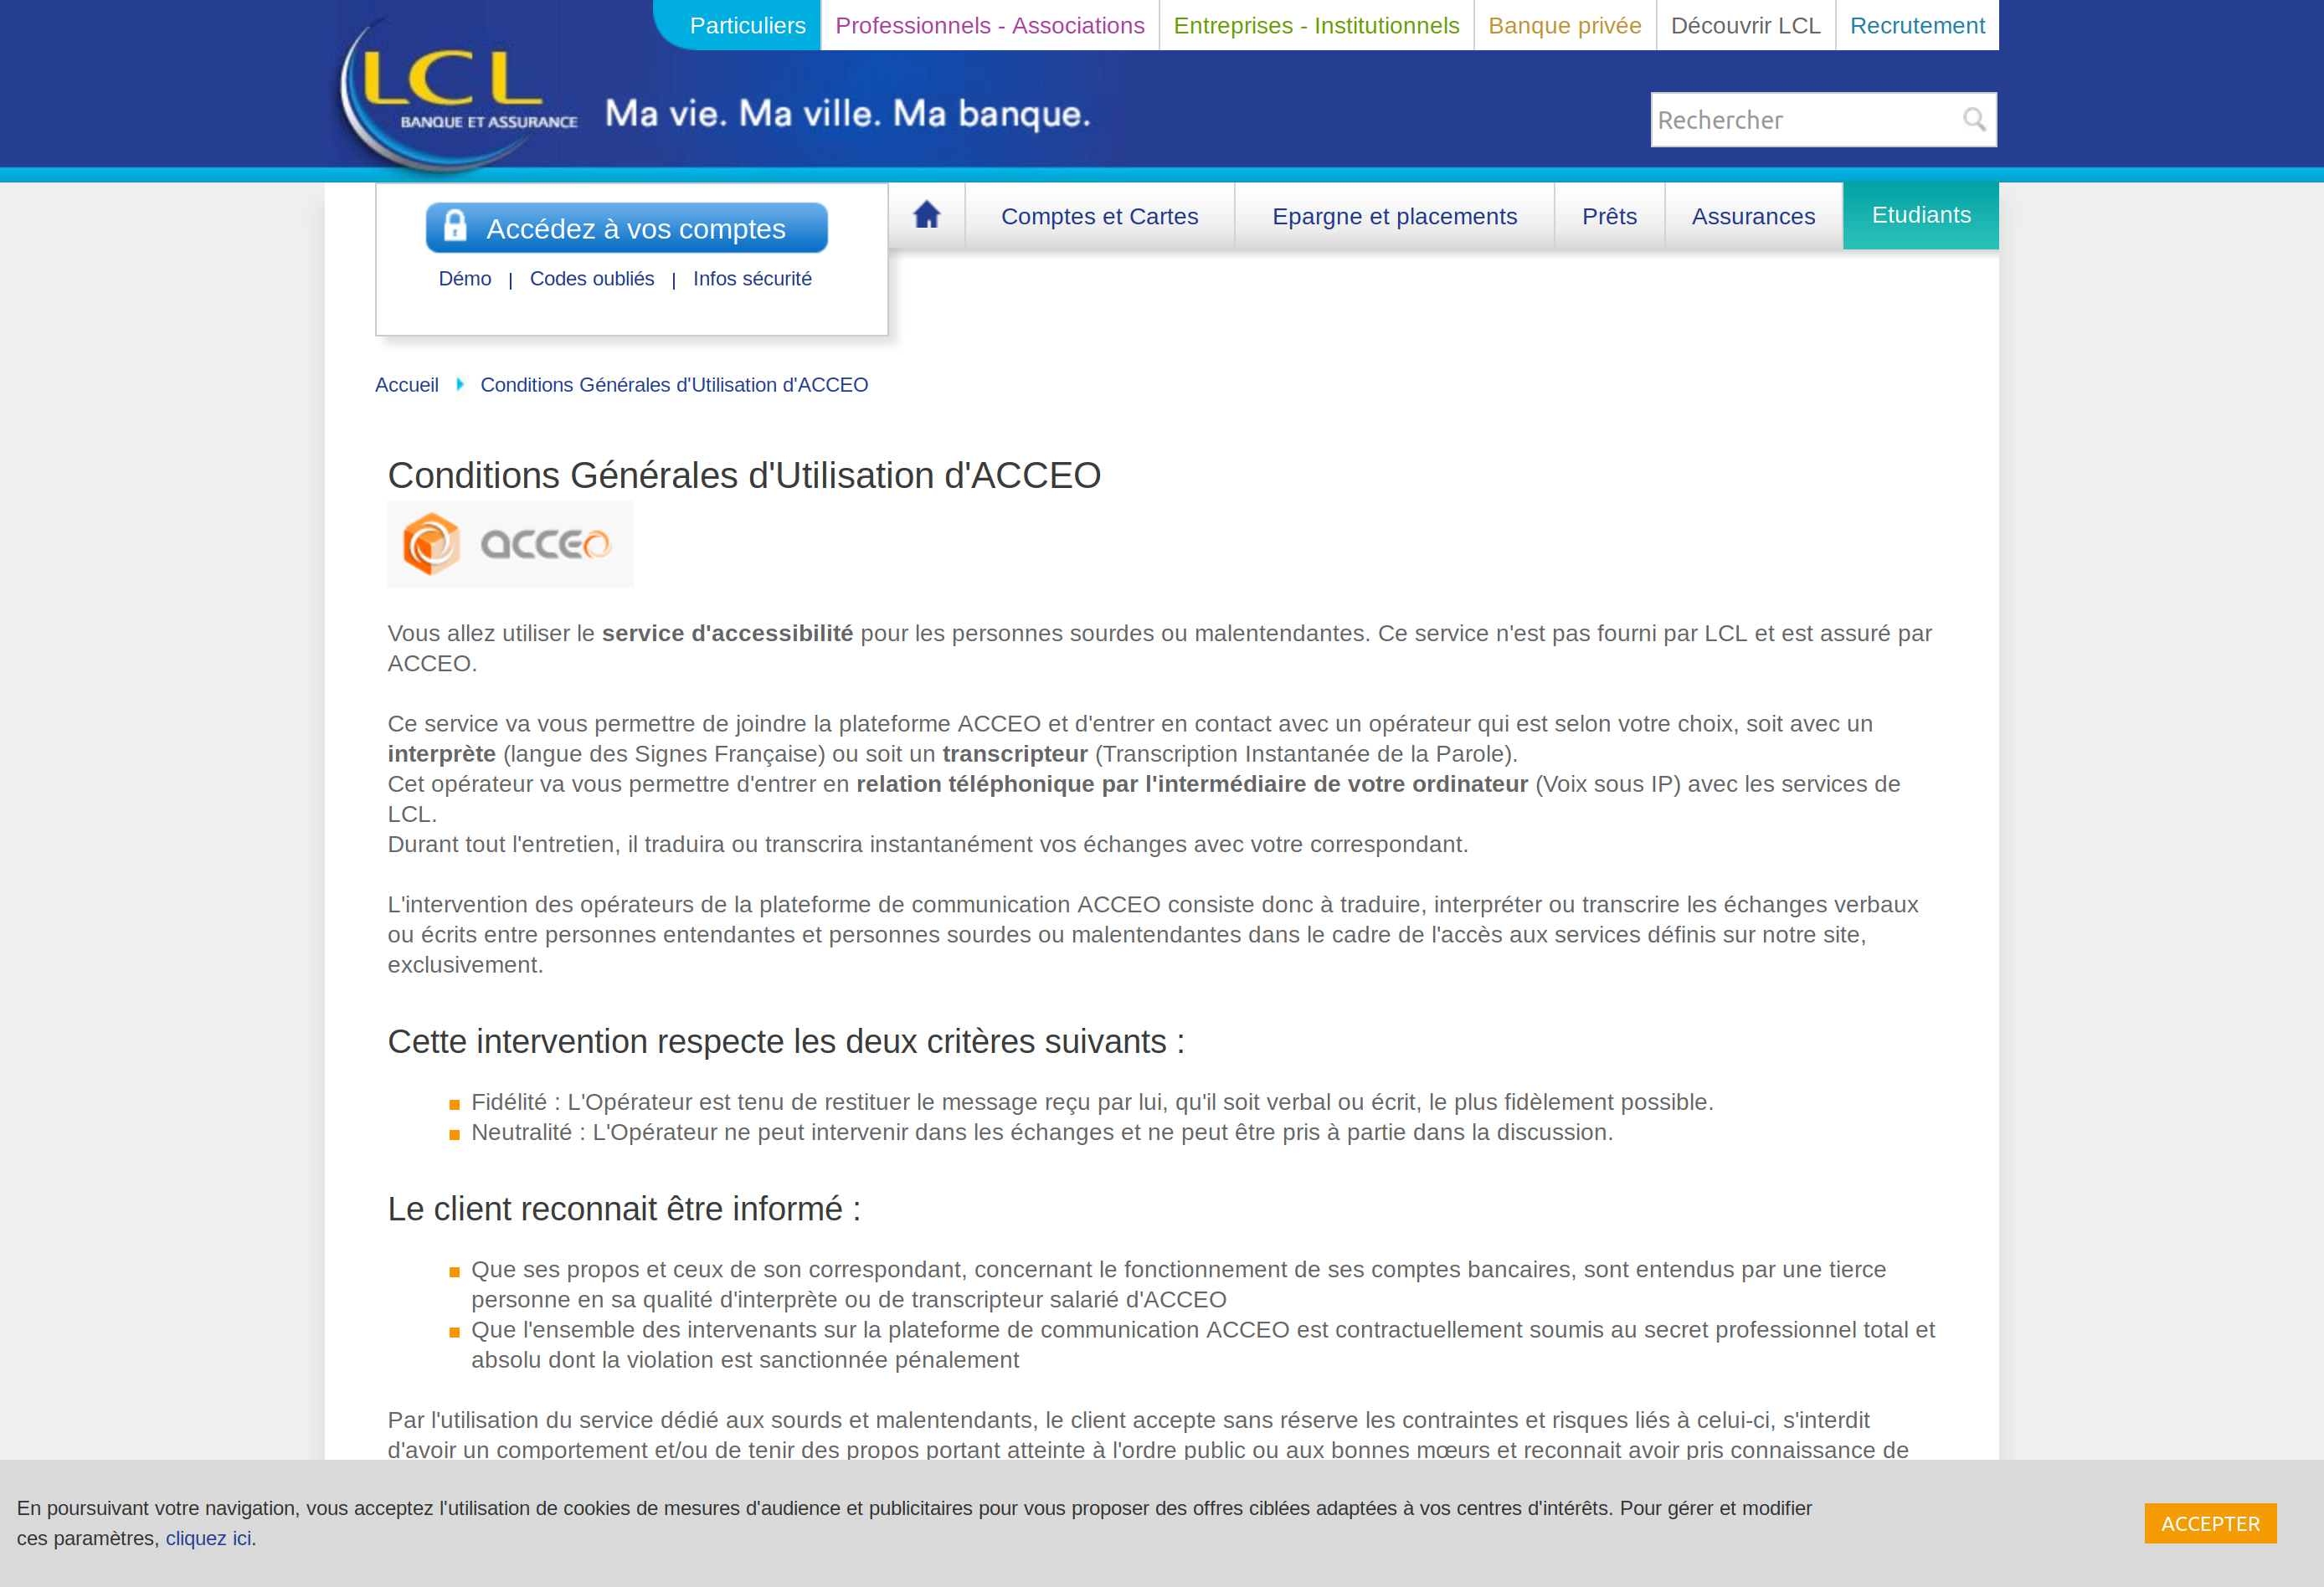 Particuliers
Professionnels - Associations
Entreprises - Institutionnels
Banque privée
Découvrir LCL
Recrutement
LCL
BANQUE ET ASSURANCE
Ma vie. Ma ville. Ma banque.
Rechercher
Accédez à vos comptes
Démo | Codes oubliés | Infos sécurité
Comptes et Cartes
Epargne et placements
Prêts
Assurances
Etudiants
Accueil
Conditions Générales d'Utilisation d'ACCEO
Conditions Générales d'Utilisation d'ACCEO
acceo
Vous allez utiliser le service d'accessibilité pour les personnes sourdes ou malentendantes. Ce service n'est pas fourni par LCL et est assuré par
ACCEO.
Ce service va vous permettre de joindre la plateforme ACCEO et d'entrer en contact avec un opérateur qui est selon votre choix, soit avec un
interprète (langue des Signes Française) ou soit un transcripteur (Transcription Instantanée de la Parole).
Cet opérateur va vous permettre d'entrer en relation téléphonique par l'intermédiaire de votre ordinateur (Voix sous IP) avec les services de
LCL.
Durant tout l'entretien, il traduira ou transcrira instantanément vos échanges avec votre correspondant.
L'intervention des opérateurs de la plateforme de communication ACCEO consiste donc à traduire, interpréter ou transcrire les échanges verbaux
ou écrits entre personnes entendantes et personnes sourdes ou malentendantes dans le cadre de l'accès aux services définis sur notre site,
exclusivement.
Cette intervention respecte les deux critères suivants :
Fidélité : L'Opérateur est tenu de restituer le message reçu par lui, qu'il soit verbal ou écrit, le plus fidèlement possible.
Neutralité : L'Opérateur ne peut intervenir dans les échanges et ne peut être pris à partie dans la discussion.
Le client reconnait être informé :
Que ses propos et ceux de son correspondant, concernant le fonctionnement de ses comptes bancaires, sont entendus par une tierce
personne en sa qualité d'interprète ou de transcripteur salarié d'ACCEO
Que l'ensemble des intervenants sur la plateforme de communication ACCEO est contractuellement soumis au secret professionnel total et
absolu dont la violation est sanctionnée pénalement
Par l'utilisation du service dédié aux sourds et malentendants, le client accepte sans réserve les contraintes et risques liés à celui-ci, s'interdit
d'avoir un comportement et/ou de tenir des propos portant atteinte à l'ordre public ou aux bonnes mœurs et reconnait avoir pris connaissance de
En poursuivant votre navigation, vous acceptez l'utilisation de cookies de mesures d'audience et publicitaires pour vous proposer des offres ciblées adaptées à vos centres d'intérêts. Pour gérer et modifier
ces paramètres, cliquez ici.
ACCEPTER